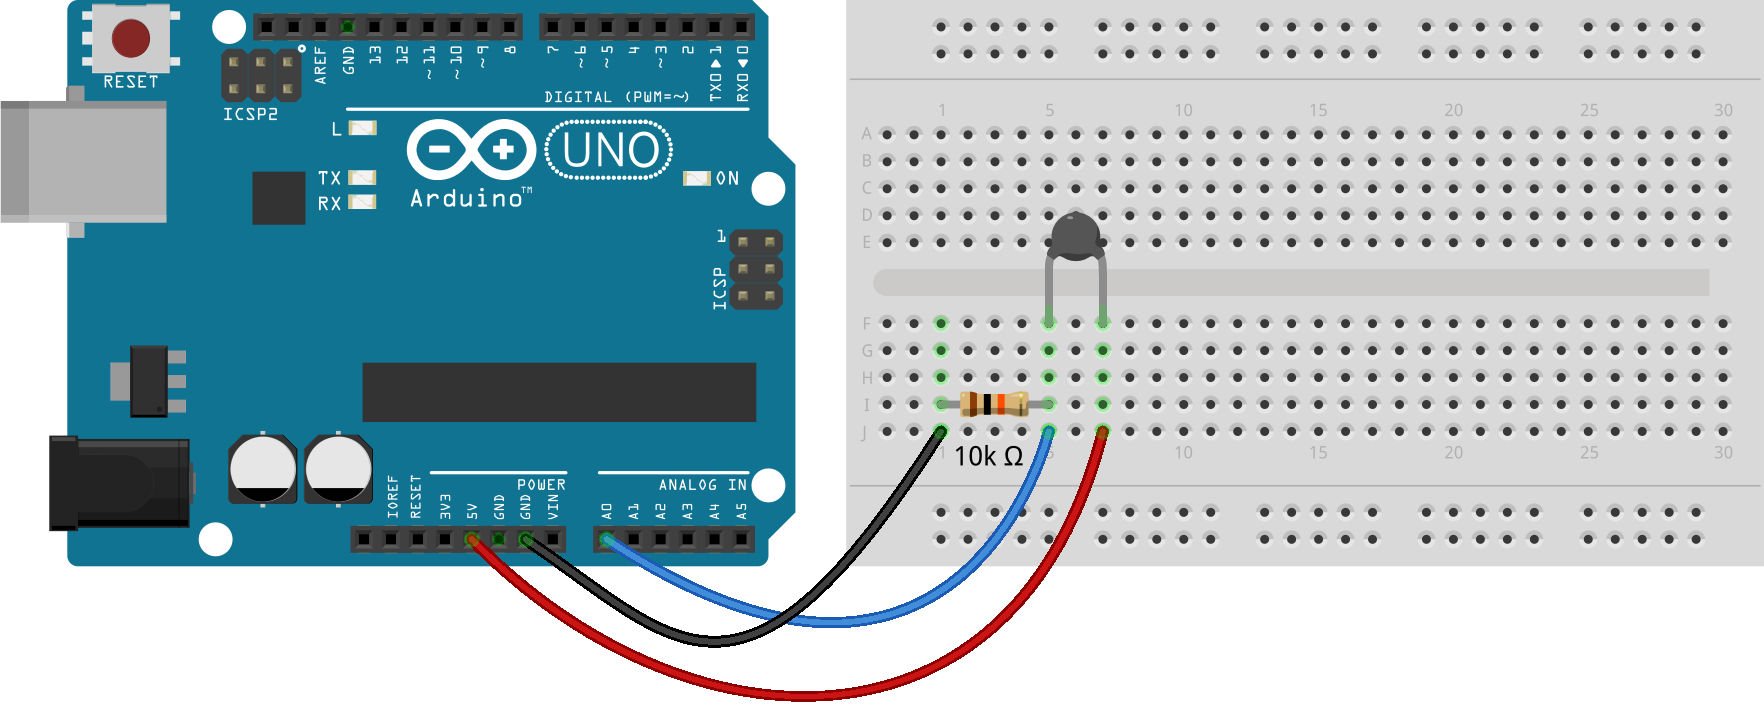 RESET
ICSP2
AREF
GND
13
12
~11
~10
~9
8
7
~6
~5
4
~3
2
TX0▶1
RX0◀0
DIGITAL (PWM=~)
L
TX
RX
Arduino™
UNO
ON
1
ICSP
IOREF
RESET
3V3
5V
GND
GND
VIN
POWER
A0
A1
A2
A3
A4
A5
ANALOG IN
1 5 10 15 20 25 30
A
B
C
D
E
F
G
H
I
J
1 5 10 15 20 25 30
10k Ω